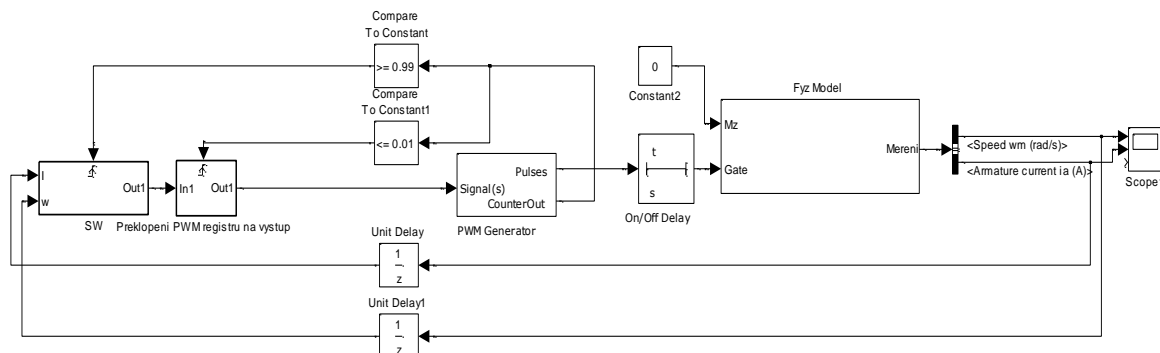 Compare
To Constant
>= 0.99
Compare
To Constant1
<= 0.01
0
Constant2
Fyz Model
Mz
Gate
Mereni
<Speed wm (rad/s)>
<Armature current ia (A)>
Scope1
t
s
On/Off Delay
Pulses
Signal(s)
CounterOut
PWM Generator
I
w
Out1
SW
In1
Out1
Preklopeni PWM registru na vystup
Unit Delay
1
z
Unit Delay1
1
z